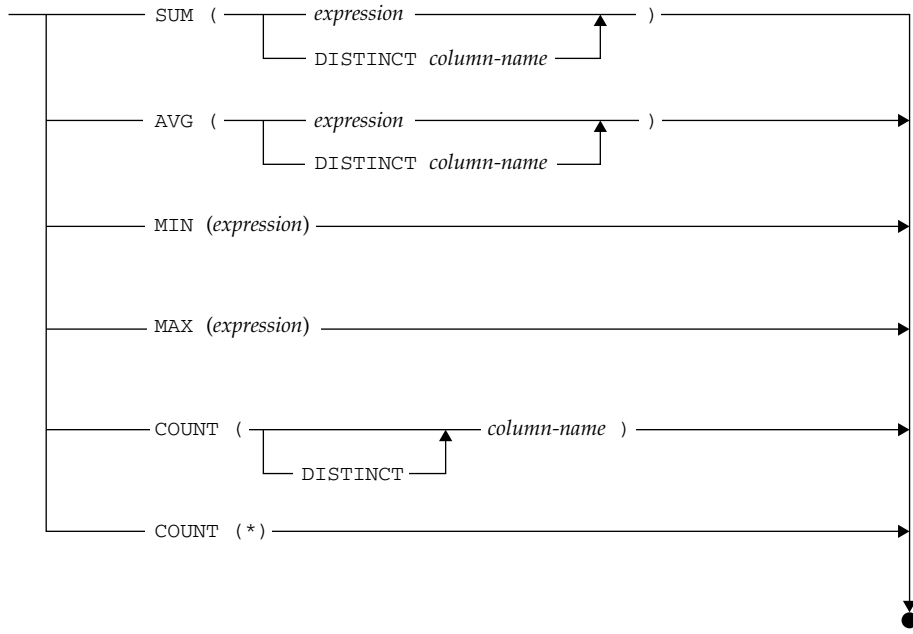 SUM ( expression )
DISTINCT column-name
AVG ( expression )
DISTINCT column-name
MIN (expression)
MAX (expression)
COUNT ( column-name )
DISTINCT
COUNT (*)